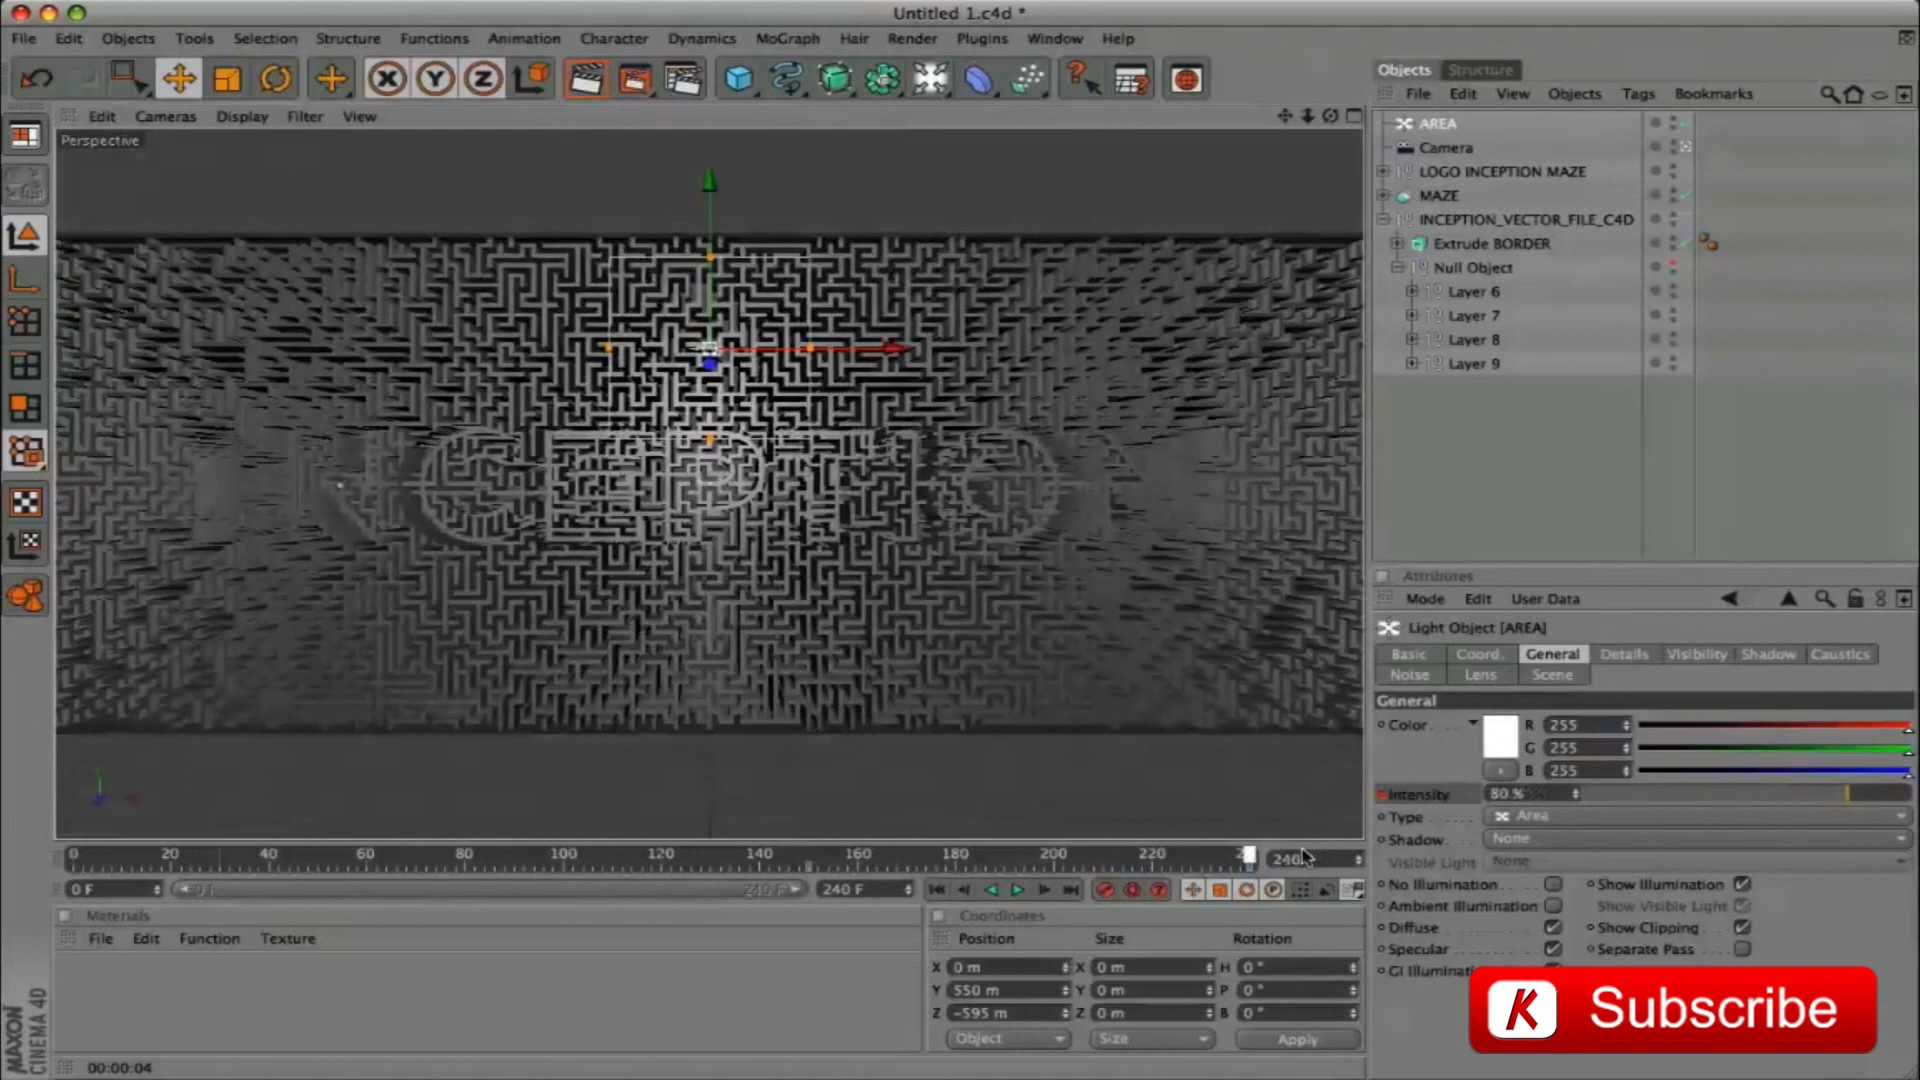 Untitled 1.c4d *
File Edit Objects Tools Selection Structure Functions Animation Character Dynamics MoGraph Hair Render Plugins Window Help
X Y Z
Edit Cameras Display Filter View
Perspective
Objects Structure
File Edit View Objects Tags Bookmarks
AREA
Camera
LOGO INCEPTION MAZE
MAZE
INCEPTION_VECTOR_FILE_C4D
Extrude BORDER
Null Object
Layer 6
Layer 7
Layer 8
Layer 9
Attributes
Mode Edit User Data
Light Object [AREA]
Basic Coord. General Details Visibility Shadow Caustics
Noise Lens Scene
General
Color R 255
G 255
B 255
Intensity 80 %
Type Area
Shadow None
Visible Light None
No Illumination Show Illumination
Ambient Illumination Show Visible Light
Diffuse Show Clipping
Specular Separate Pass
GI Illuminati
0 20 40 60 80 100 120 140 160 180 200 220 240
0 F 0 F 240 F 240 F
Materials
File Edit Function Texture
Coordinates
Position Size Rotation
X 0 m X 0 m H 0 °
Y 550 m Y 0 m P 0 °
Z -595 m Z 0 m B 0 °
Object Size Apply
MAXON
CINEMA 4D
00:00:04
K Subscribe